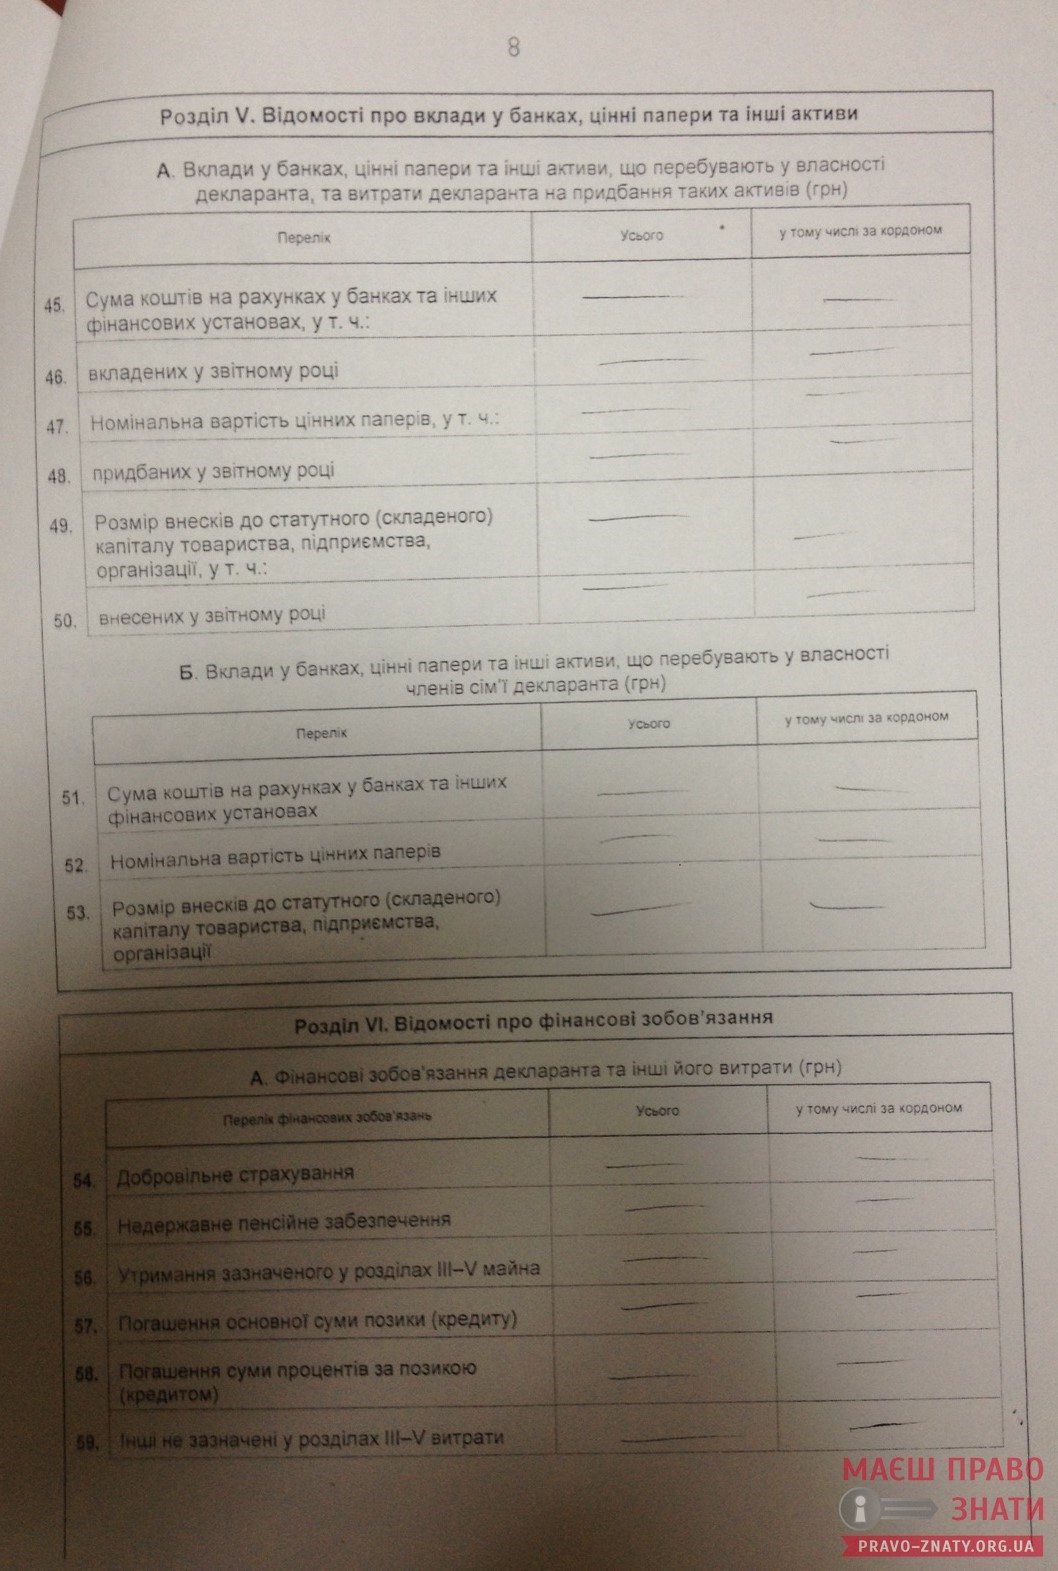 8
Розділ V. Відомості про вклади у банках, цінні папери та інші активи
А. Вклади у банках, цінні папери та інші активи, що перебувають у власності
декларанта, та витрати декларанта на придбання таких активів (грн)
Перелік Усього у тому числі за кордоном
45. Сума коштів на рахунках у банках та інших
фінансових установах, у т. ч.:
46. вкладених у звітному році
47. Номінальна вартість цінних паперів, у т. ч.:
48. придбаних у звітному році
49. Розмір внесків до статутного (складеного)
капіталу товариства, підприємства,
організації, у т. ч.:
50. внесених у звітному році
Б. Вклади у банках, цінні папери та інші активи, що перебувають у власності
членів сім'ї декларанта (грн)
Перелік Усього у тому числі за кордоном
51. Сума коштів на рахунках у банках та інших
фінансових установах
52. Номінальна вартість цінних паперів
53. Розмір внесків до статутного (складеного)
капіталу товариства, підприємства,
організації
Розділ VI. Відомості про фінансові зобов'язання
А. Фінансові зобов'язання декларанта та інші його витрати (грн)
Перелік фінансових зобов'язань Усього у тому числі за кордоном
54. Добровільне страхування
55. Недержавне пенсійне забезпечення
56. Утримання зазначеного у розділах III–V майна
57. Погашення основної суми позики (кредиту)
58. Погашення суми процентів за позикою
(кредитом)
59. Інші не зазначені у розділах III–V витрати
МАЄШ ПРАВО
ЗНАТИ
PRAVO-ZNATY.ORG.UA